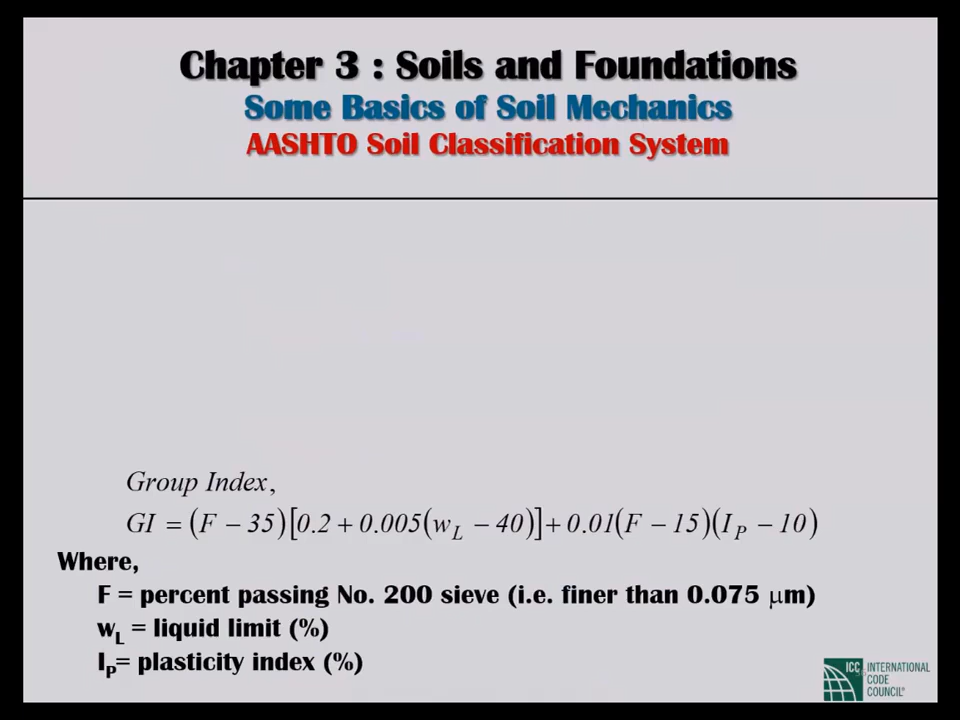 Chapter 3 : Soils and Foundations
Some Basics of Soil Mechanics
AASHTO Soil Classification System
Group Index,
GI = (F − 35)[0.2 + 0.005(w_L − 40)] + 0.01(F − 15)(I_P − 10)
Where,
F = percent passing No. 200 sieve (i.e. finer than 0.075 μm)
w_L = liquid limit (%)
I_P= plasticity index (%)
ICC INTERNATIONAL
CODE
COUNCIL®